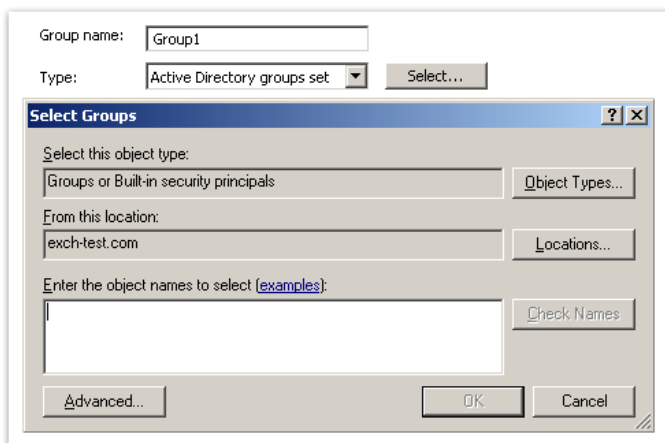 Group name: Group1
Type: Active Directory groups set Select...
Select Groups
Select this object type:
Groups or Built-in security principals Object Types...
From this location:
exch-test.com Locations...
Enter the object names to select (examples):
Check Names
Advanced... OK Cancel